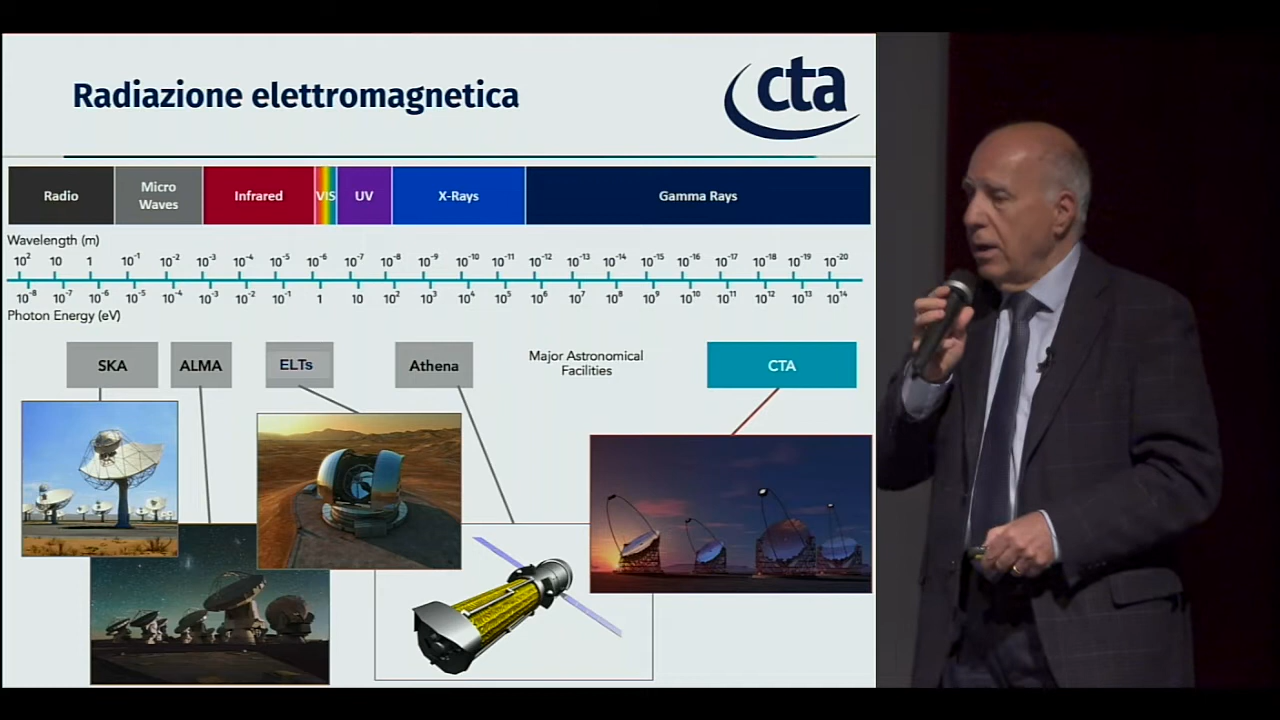 Radiazione elettromagnetica
cta
Radio
Micro
Waves
Infrared
VIS
UV
X-Rays
Gamma Rays
Wavelength (m)
10² 10 1 10⁻¹ 10⁻² 10⁻³ 10⁻⁴ 10⁻⁵ 10⁻⁶ 10⁻⁷ 10⁻⁸ 10⁻⁹ 10⁻¹⁰ 10⁻¹¹ 10⁻¹² 10⁻¹³ 10⁻¹⁴ 10⁻¹⁵ 10⁻¹⁶ 10⁻¹⁷ 10⁻¹⁸ 10⁻¹⁹ 10⁻²⁰
10⁻⁸ 10⁻⁷ 10⁻⁶ 10⁻⁵ 10⁻⁴ 10⁻³ 10⁻² 10⁻¹ 1 10 10² 10³ 10⁴ 10⁵ 10⁶ 10⁷ 10⁸ 10⁹ 10¹⁰ 10¹¹ 10¹² 10¹³ 10¹⁴
Photon Energy (eV)
SKA
ALMA
ELTs
Athena
Major Astronomical
Facilities
CTA